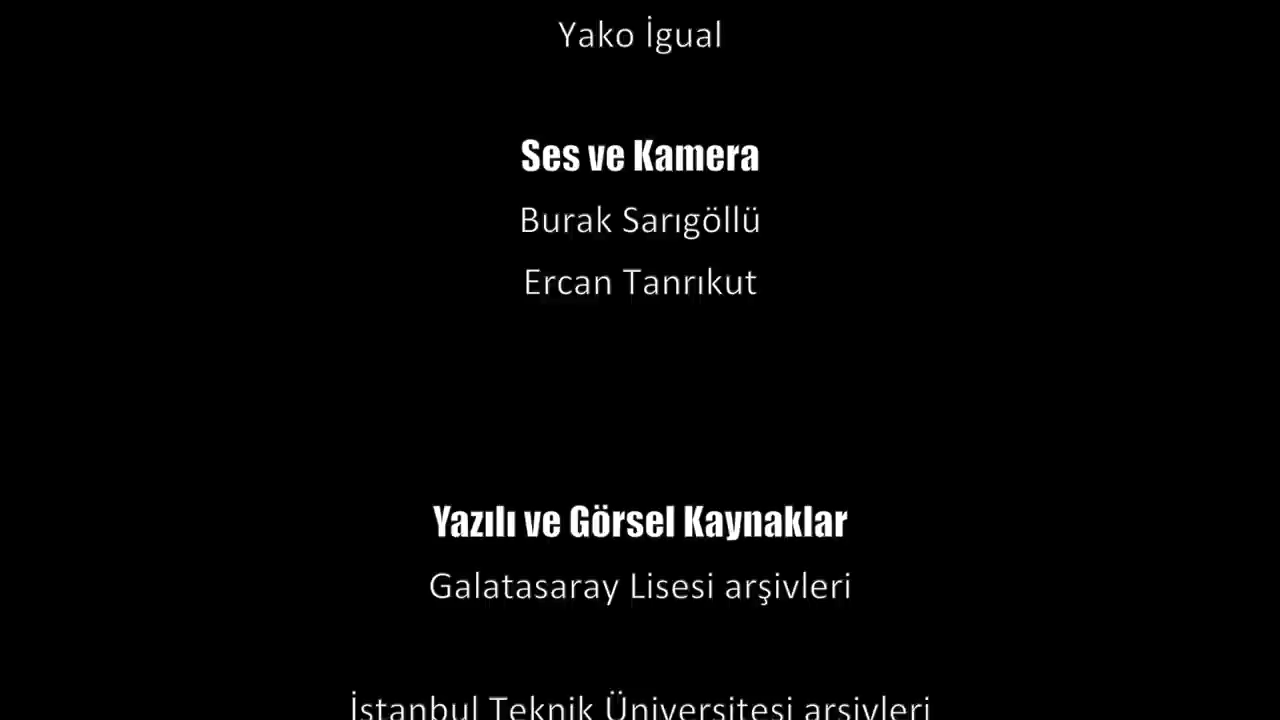 Yako İgual
Ses ve Kamera
Burak Sarıgöllü
Ercan Tanrıkut
Yazılı ve Görsel Kaynaklar
Galatasaray Lisesi arşivleri
İstanbul Teknik Üniversitesi arşivleri